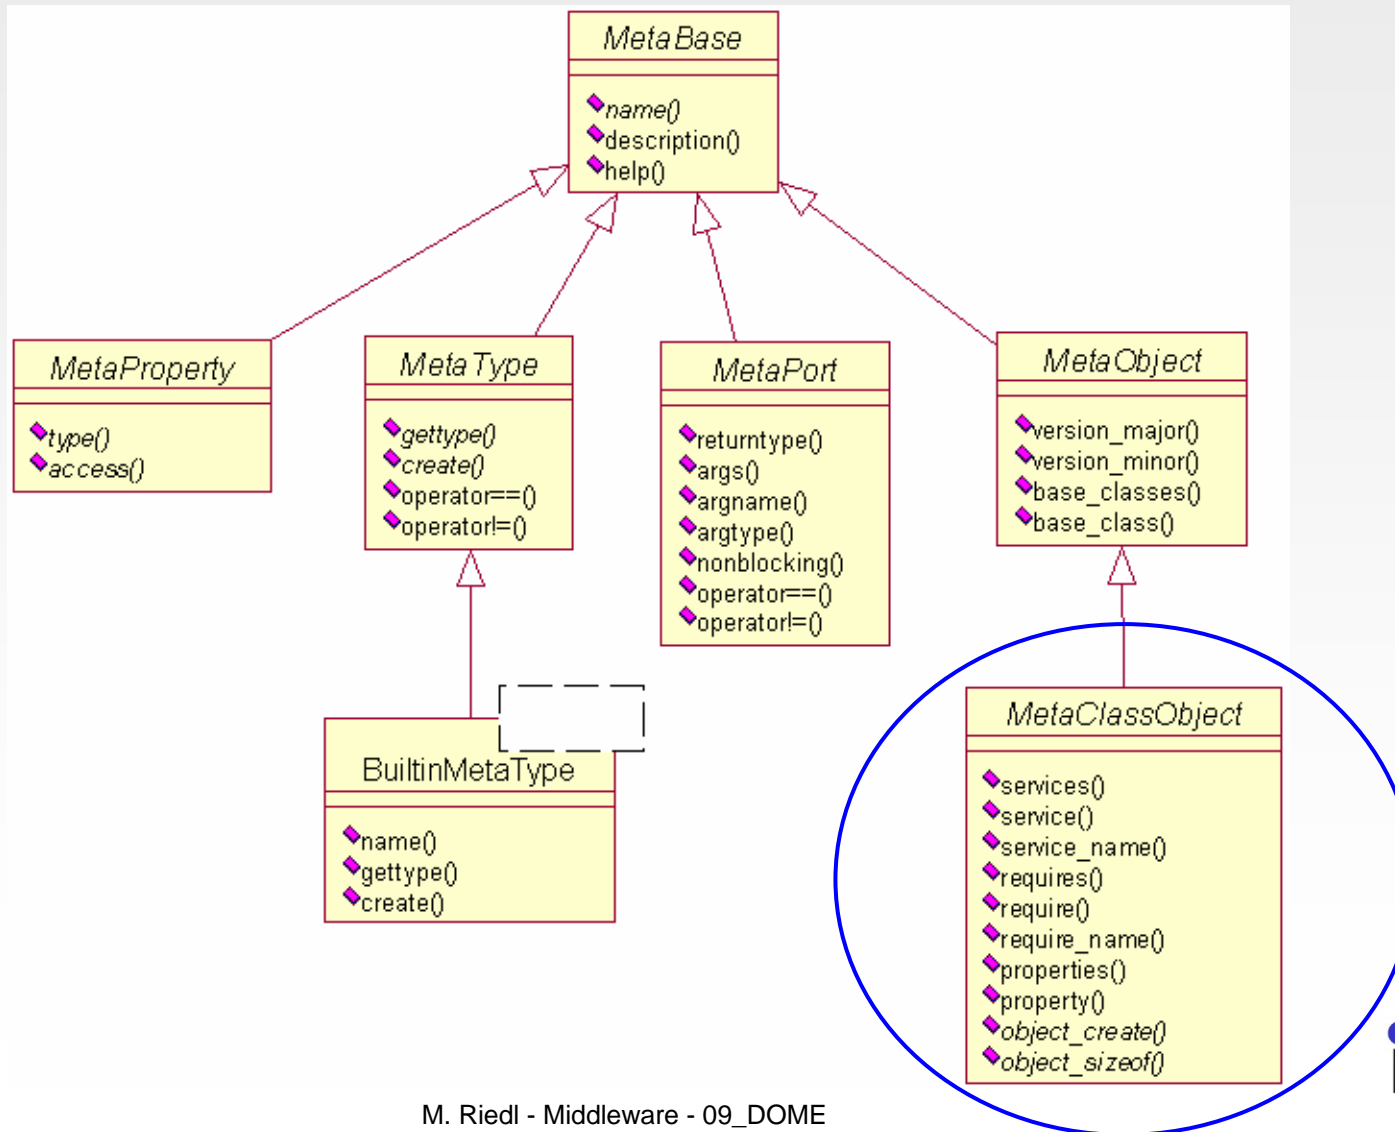 MetaBase
name()
description()
help()
MetaProperty
type()
access()
MetaType
gettype()
create()
operator==()
operator!=()
MetaPort
returntype()
args()
argname()
argtype()
nonblocking()
operator==()
operator!=()
MetaObject
version_major()
version_minor()
base_classes()
base_class()
BuiltinMetaType
name()
gettype()
create()
MetaClassObject
services()
service()
service_name()
requires()
require()
require_name()
properties()
property()
object_create()
object_sizeof()
M. Riedl - Middleware - 09_DOME